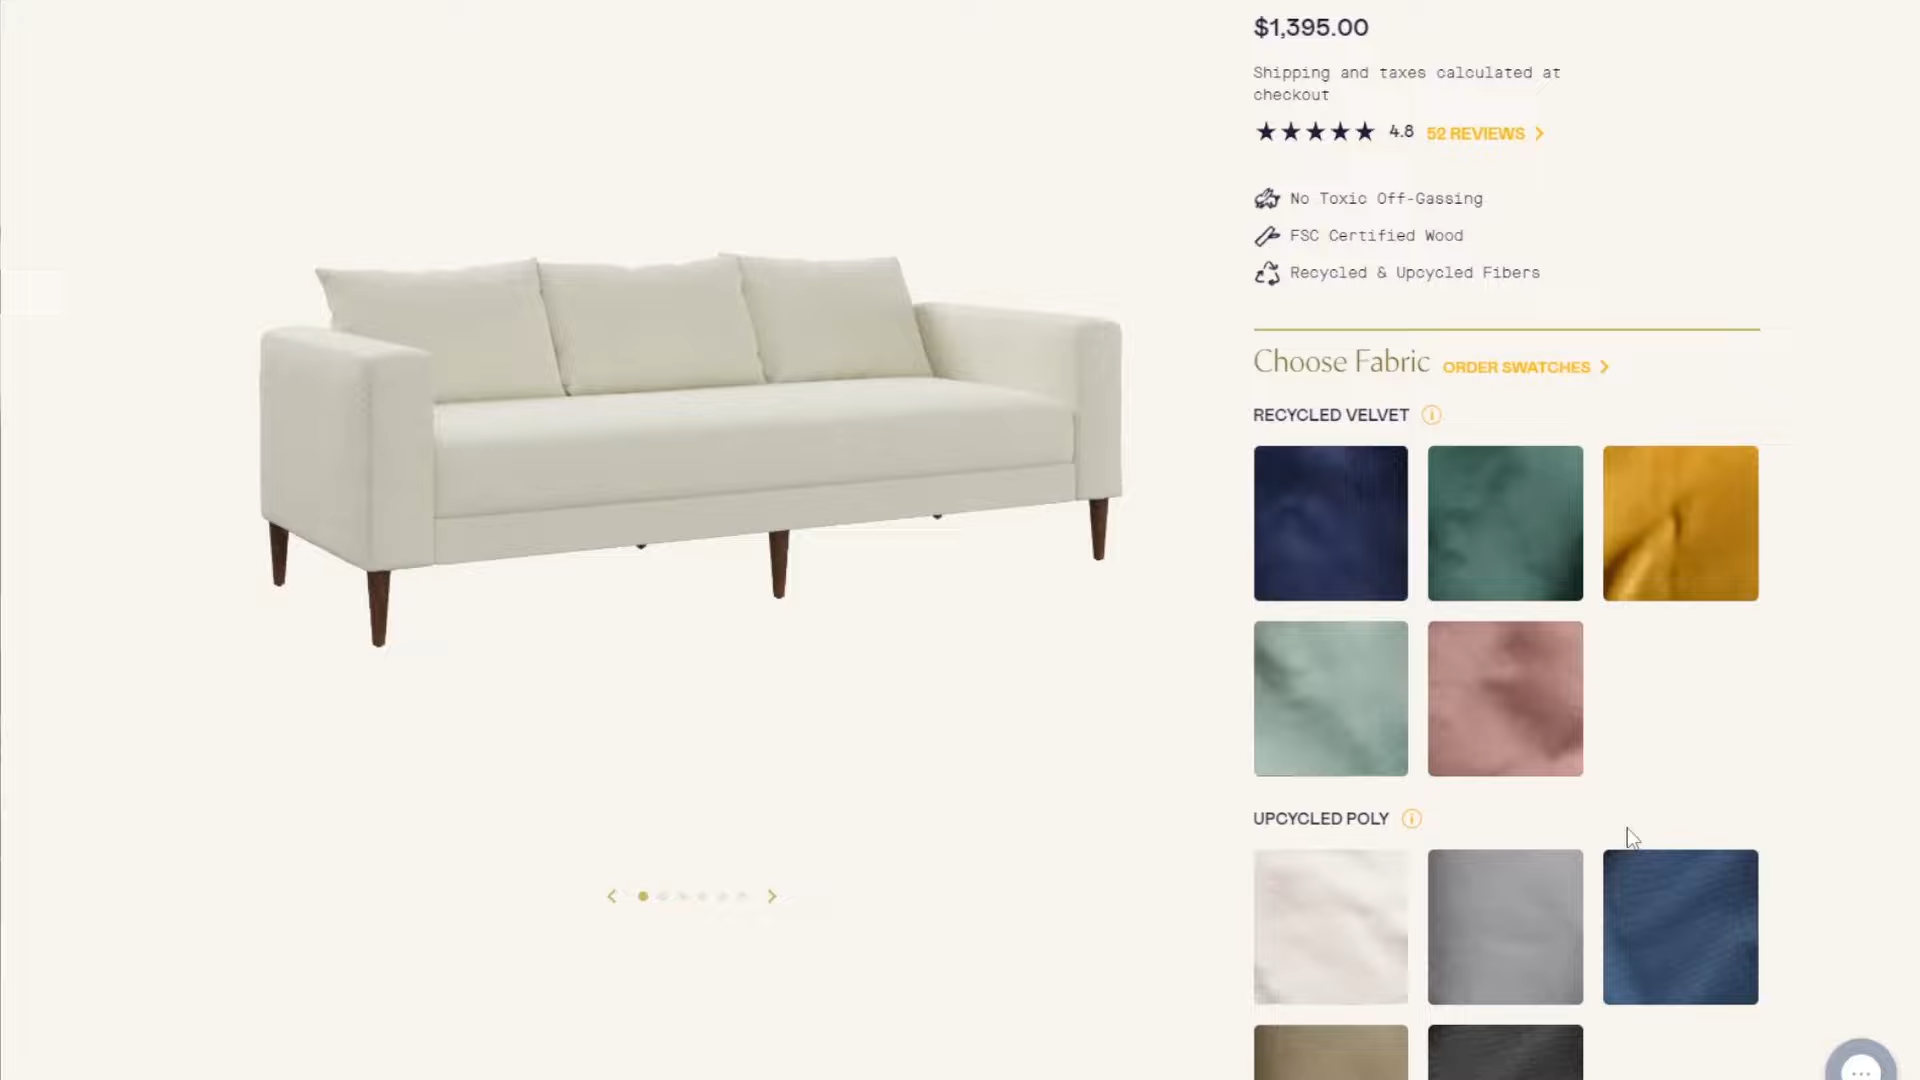 $1,395.00
Shipping and taxes calculated at
checkout
4.8 52 REVIEWS
No Toxic Off-Gassing
FSC Certified Wood
Recycled & Upcycled Fibers
Choose Fabric ORDER SWATCHES
RECYCLED VELVET
UPCYCLED POLY